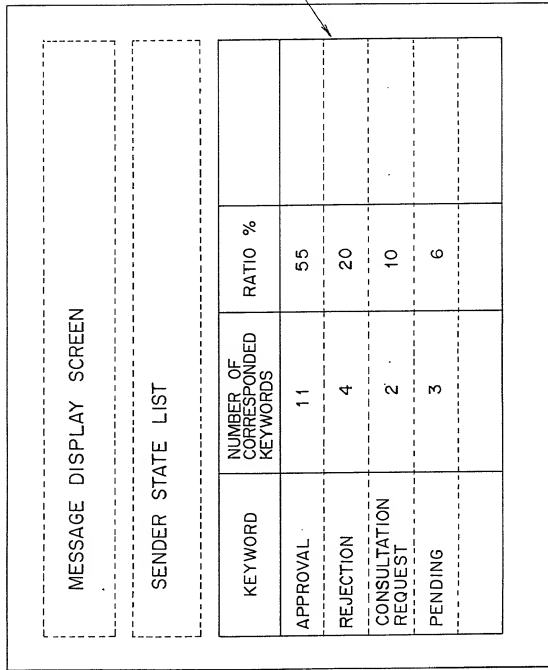 MESSAGE DISPLAY SCREEN
SENDER STATE LIST
KEYWORD
NUMBER OF
CORRESPONDED
KEYWORDS
RATIO %
APPROVAL
11
55
REJECTION
4
20
CONSULTATION
REQUEST
2
10
PENDING
3
6